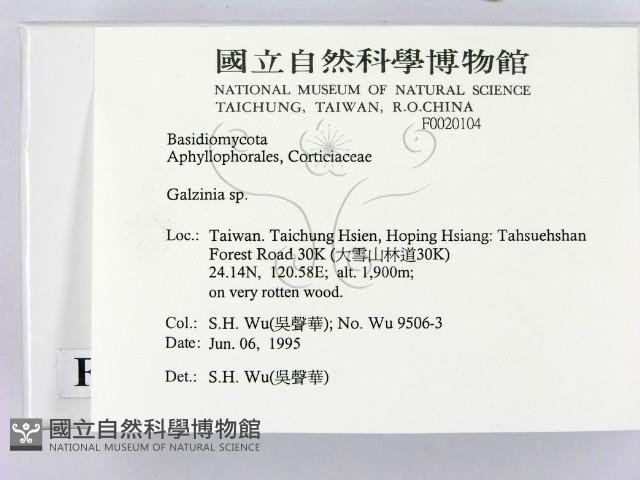 國立自然科學博物館
NATIONAL MUSEUM OF NATURAL SCIENCE
TAICHUNG, TAIWAN, R.O.CHINA
F0020104
Basidiomycota
Aphyllophorales, Corticiaceae
Galzinia sp.
Loc.: Taiwan. Taichung Hsien, Hoping Hsiang: Tahsuehshan
Forest Road 30K (大雪山林道30K)
24.14N, 120.58E; alt. 1,900m;
on very rotten wood.
Col.: S.H. Wu(吳聲華); No. Wu 9506-3
Date: Jun. 06, 1995
Det.: S.H. Wu(吳聲華)
F
國立自然科學博物館
NATIONAL MUSEUM OF NATURAL SCIENCE